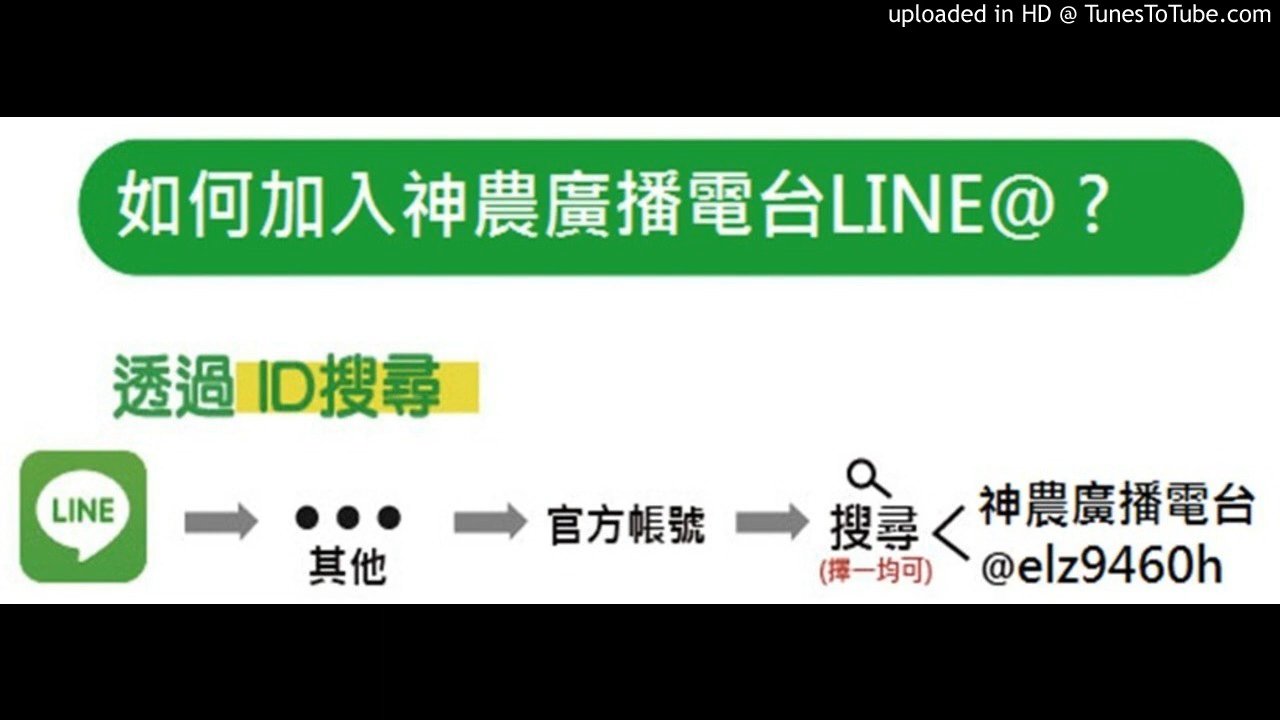 uploaded in HD @ TunesToTube.com
如何加入神農廣播電台LINE@？
透過 ID搜尋
LINE
其他
官方帳號
搜尋
(擇一均可)
神農廣播電台
@elz9460h